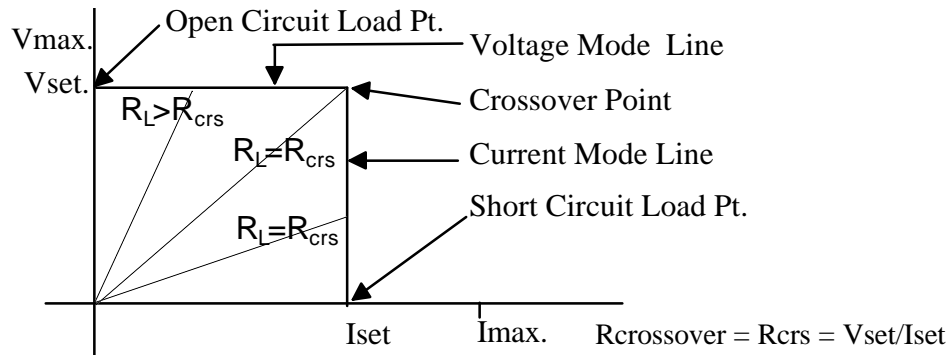 Open Circuit Load Pt.
Vmax.
Voltage Mode Line
Vset.
Crossover Point
RL>Rcrs
RL=Rcrs
Current Mode Line
Short Circuit Load Pt.
RL=Rcrs
Iset
Imax.
Rcrossover = Rcrs = Vset/Iset